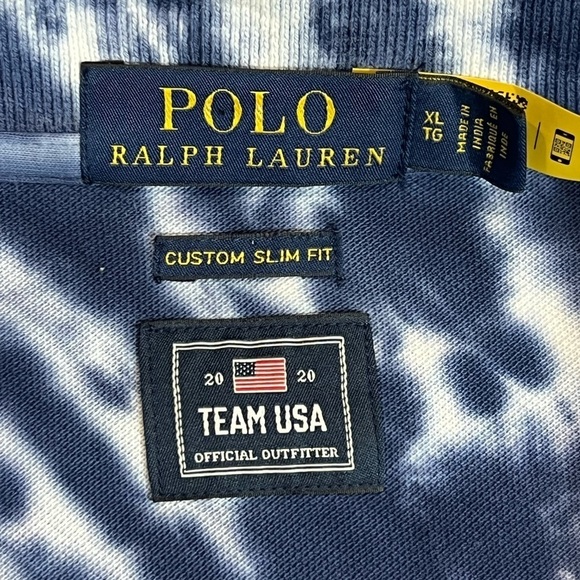 POLO
RALPH LAUREN
XL
TG
MADE IN
INDIA
FABRIQUÉ EN
INDE
CUSTOM SLIM FIT
20 20
TEAM USA
OFFICIAL OUTFITTER